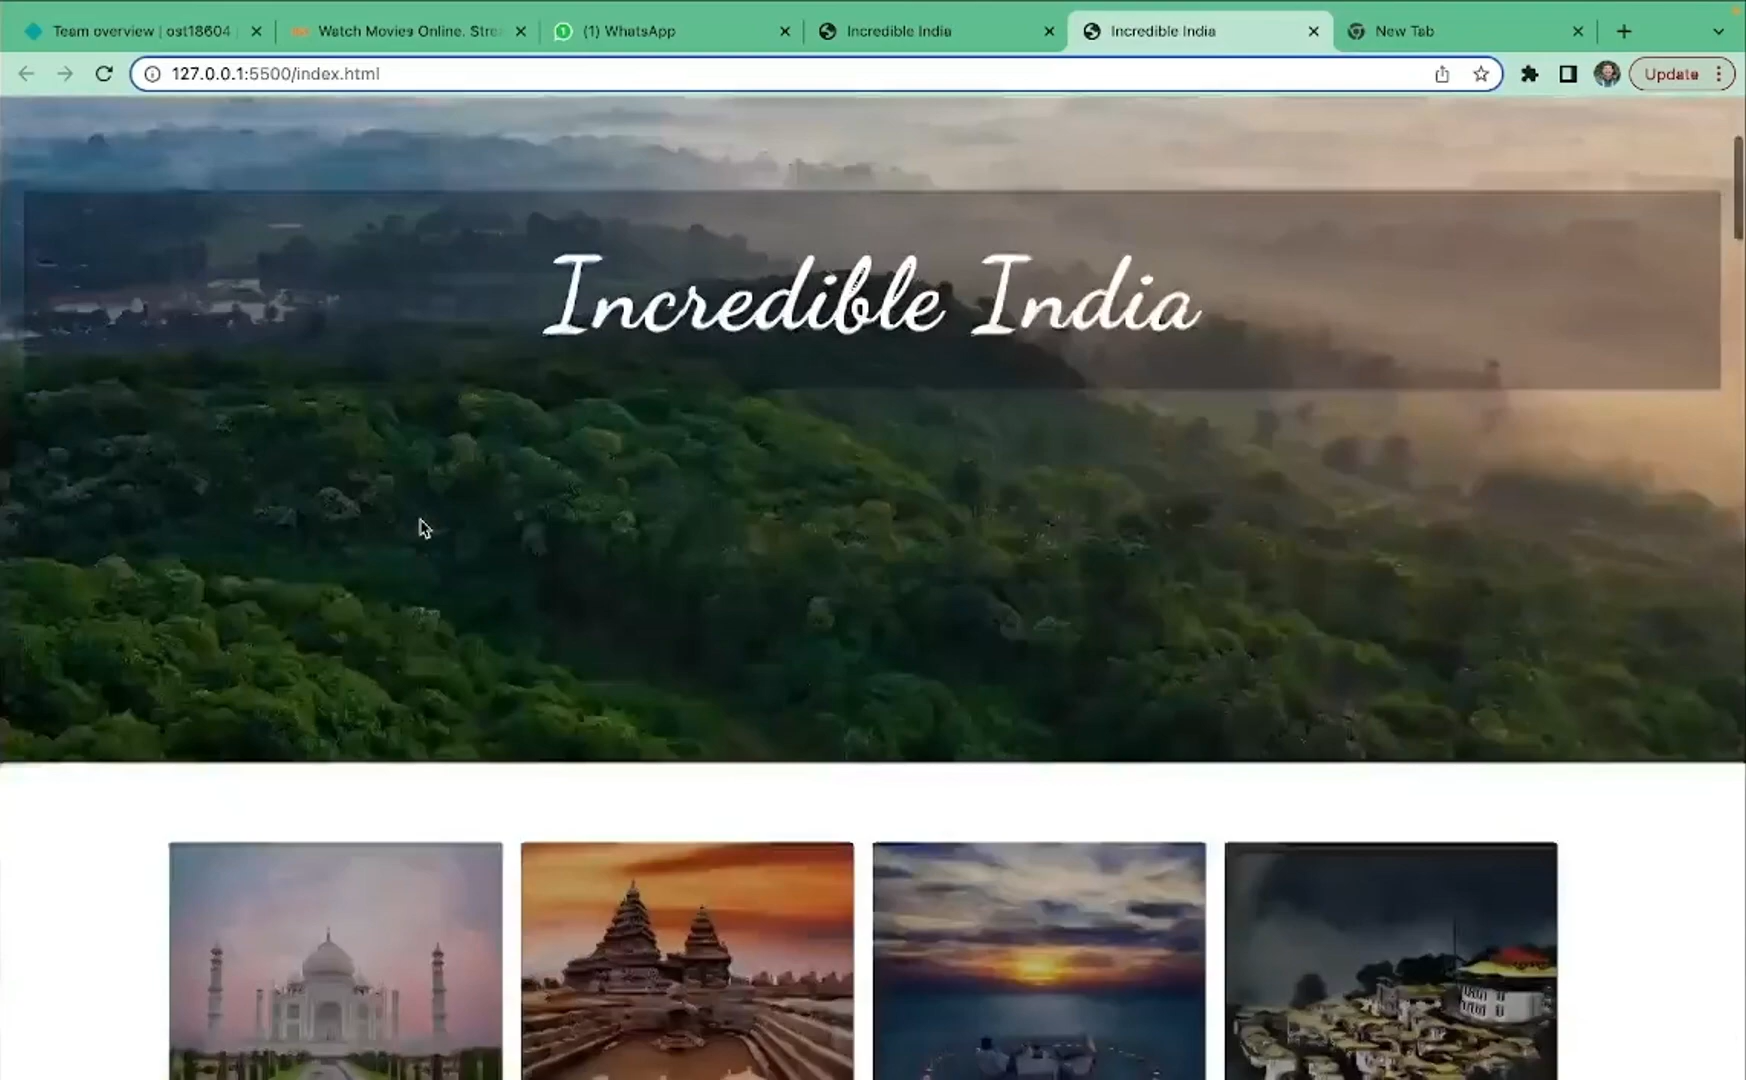 Team overview | ost18604
Watch Movies Online. Stre
(1) WhatsApp
Incredible India
Incredible India
New Tab
127.0.0.1:5500/index.html
Update
Incredible India